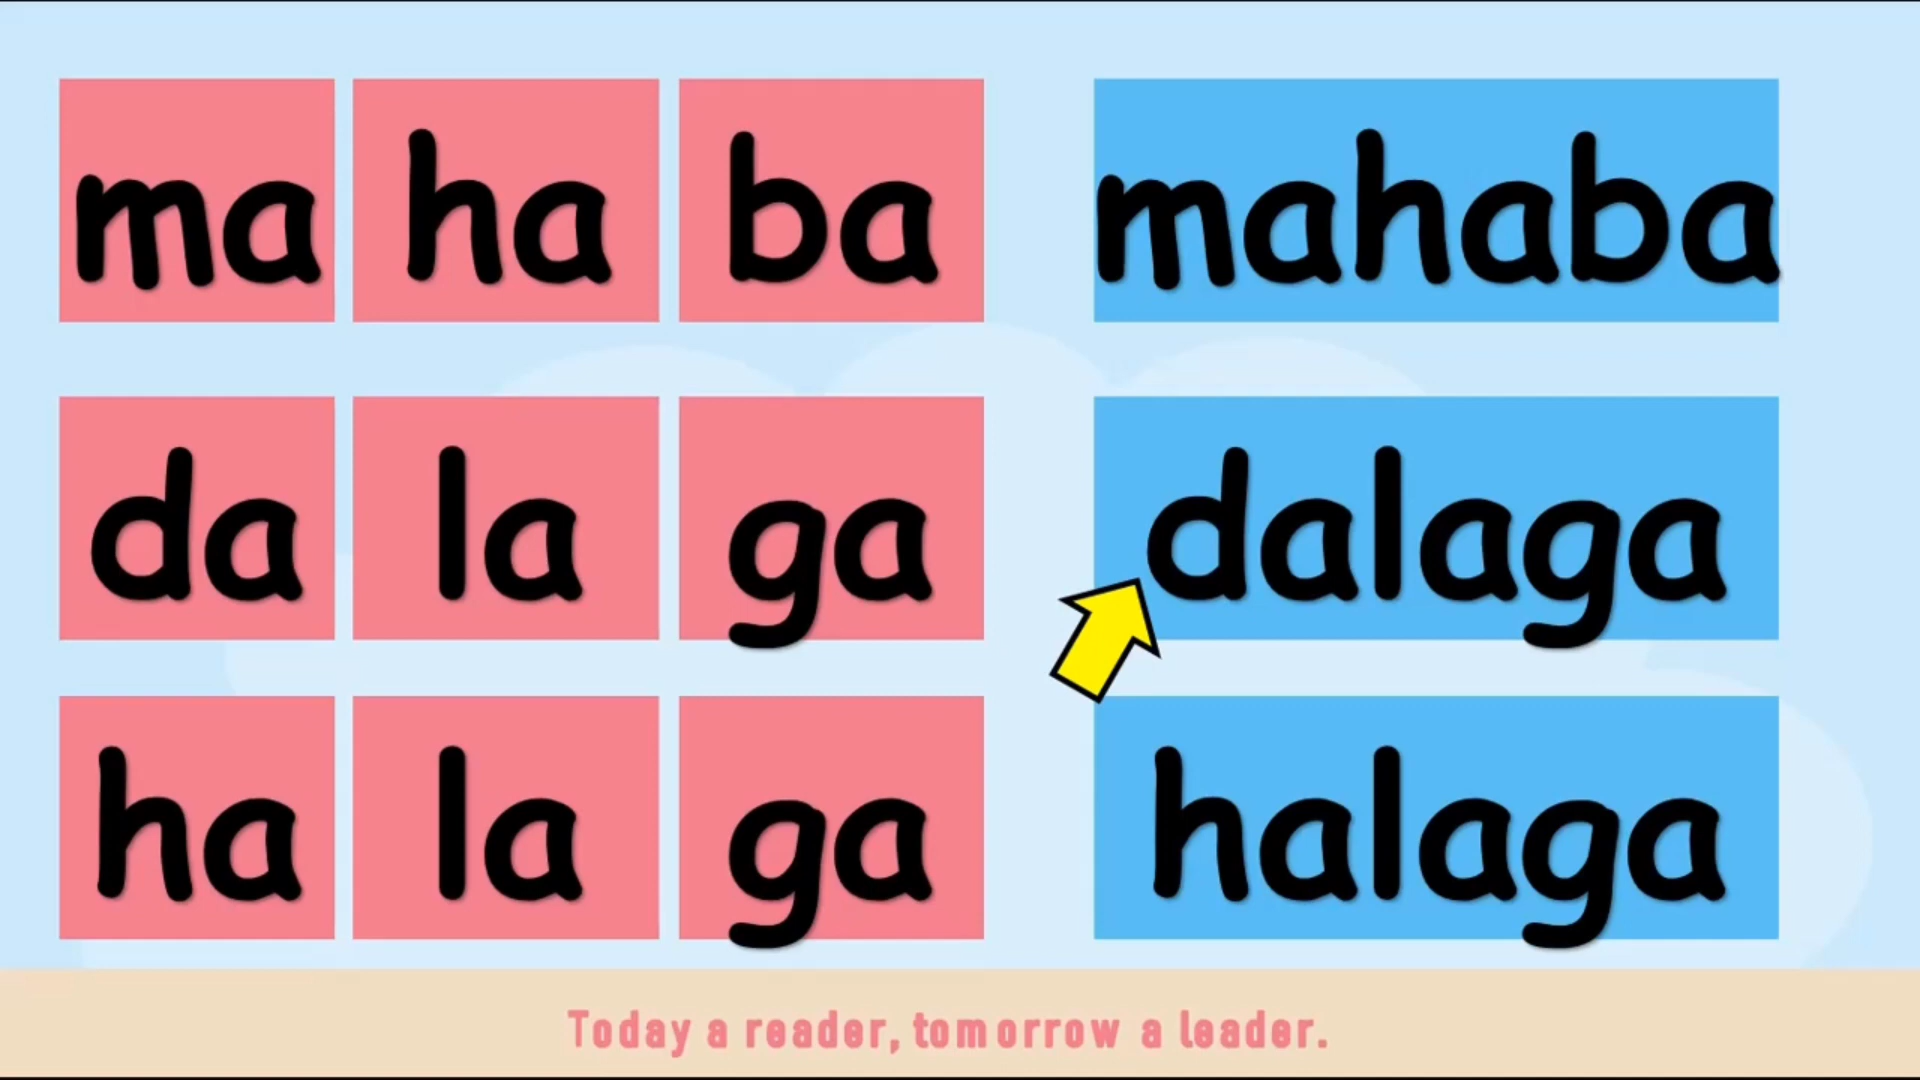 ma ha ba mahaba
da la ga dalaga
ha la ga halaga
Today a reader, tomorrow a leader.